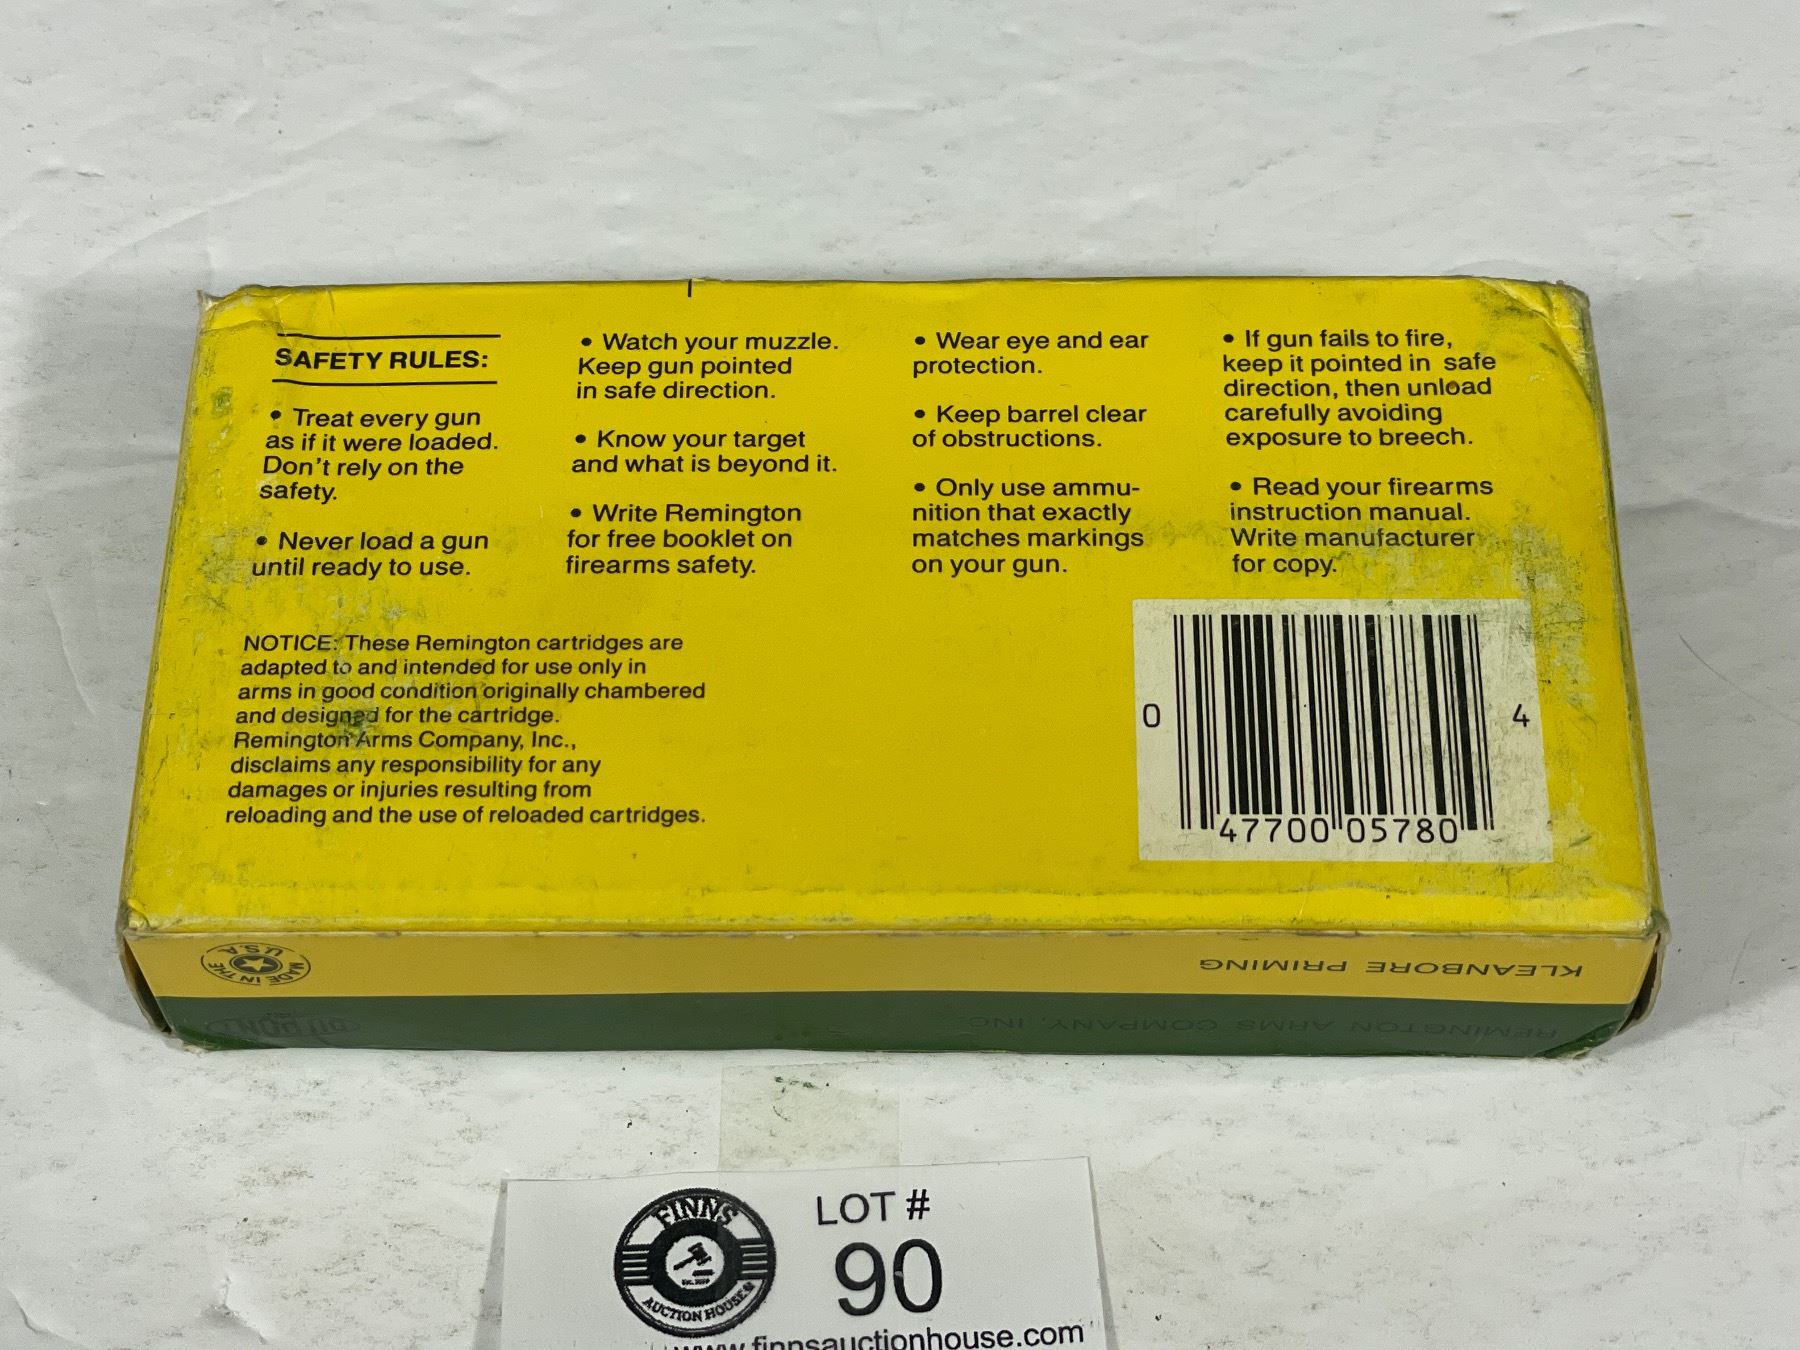 SAFETY RULES:
• Treat every gun
as if it were loaded.
Don't rely on the
safety.
• Never load a gun
until ready to use.
• Watch your muzzle.
Keep gun pointed
in safe direction.
• Know your target
and what is beyond it.
• Write Remington
for free booklet on
firearms safety.
• Wear eye and ear
protection.
• Keep barrel clear
of obstructions.
• Only use ammu-
nition that exactly
matches markings
on your gun.
• If gun fails to fire,
keep it pointed in safe
direction, then unload
carefully avoiding
exposure to breech.
• Read your firearms
instruction manual.
Write manufacturer
for copy.
NOTICE: These Remington cartridges are
adapted to and intended for use only in
arms in good condition originally chambered
and designed for the cartridge.
Remington Arms Company, Inc.,
disclaims any responsibility for any
damages or injuries resulting from
reloading and the use of reloaded cartridges.
0 47700 05780 4
MADE IN THE U.S.A.
KLEANBORE PRIMING
DU PONT
REMINGTON ARMS COMPANY, INC.
FINNS
AUCTION HOUSE
LOT #
90
www.finnsauctionhouse.com